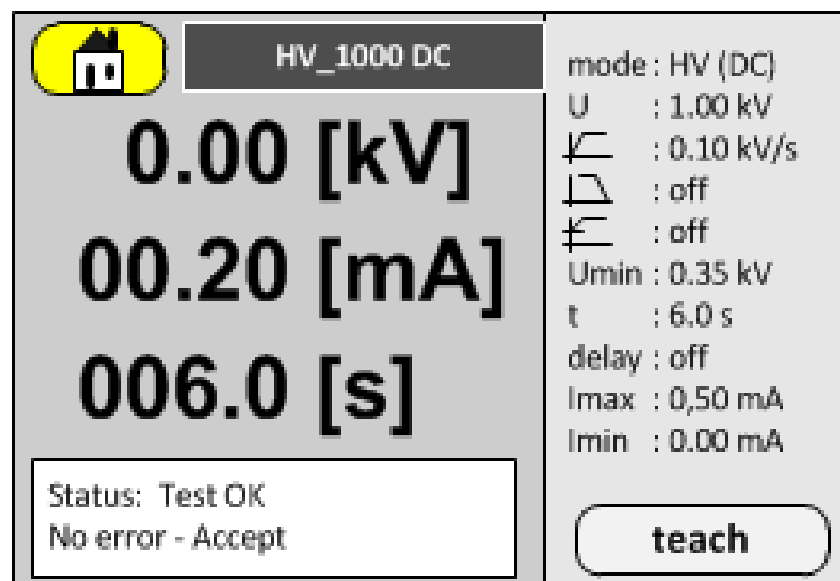 HV_1000 DC
0.00 [kV]
00.20 [mA]
006.0 [s]
Status: Test OK
No error - Accept
mode : HV (DC)
U : 1.00 kV
: 0.10 kV/s
: off
: off
Umin : 0.35 kV
t : 6.0 s
delay : off
Imax : 0,50 mA
Imin : 0.00 mA
teach